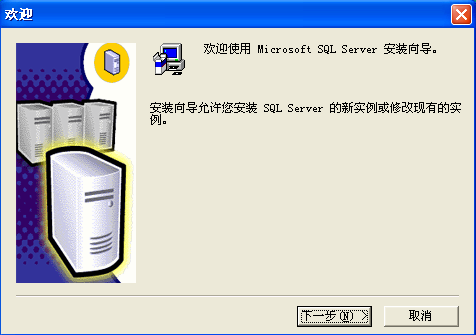 欢迎
欢迎使用 Microsoft SQL Server 安装向导。
安装向导允许您安装 SQL Server 的新实例或修改现有的实
例。
下一步(N) >
取消